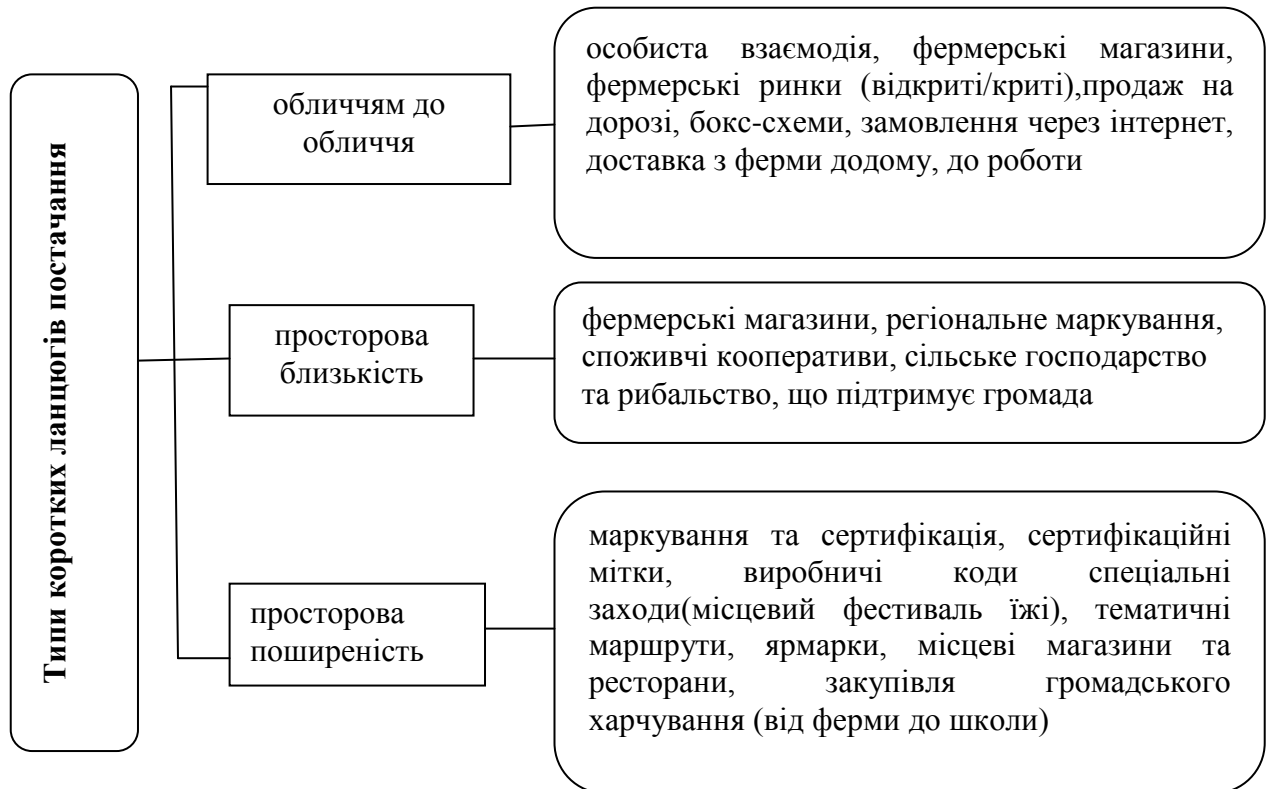 Типи коротких ланцюгів постачання
обличчям до
обличчя
особиста взаємодія, фермерські магазини,
фермерські ринки (відкриті/криті),продаж на
дорозі, бокс-схеми, замовлення через інтернет,
доставка з ферми додому, до роботи
просторова
близькість
фермерські магазини, регіональне маркування,
споживчі кооперативи, сільське господарство
та рибальство, що підтримує громада
просторова
поширеність
маркування та сертифікація, сертифікаційні
мітки, виробничі коди спеціальні
заходи(місцевий фестиваль їжі), тематичні
маршрути, ярмарки, місцеві магазини та
ресторани, закупівля громадського
харчування (від ферми до школи)